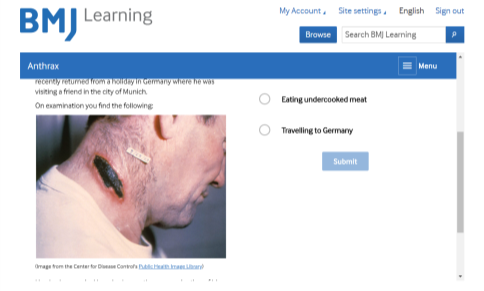 BMJ Learning
My Account Site settings English Sign out
Browse Search BMJ Learning
Anthrax Menu
recently returned from a holiday in Germany where he was
visiting a friend in the city of Munich.
On examination you find the following:
(Image from the Center for Disease Control's Public Health Image Library)
Eating undercooked meat
Travelling to Germany
Submit